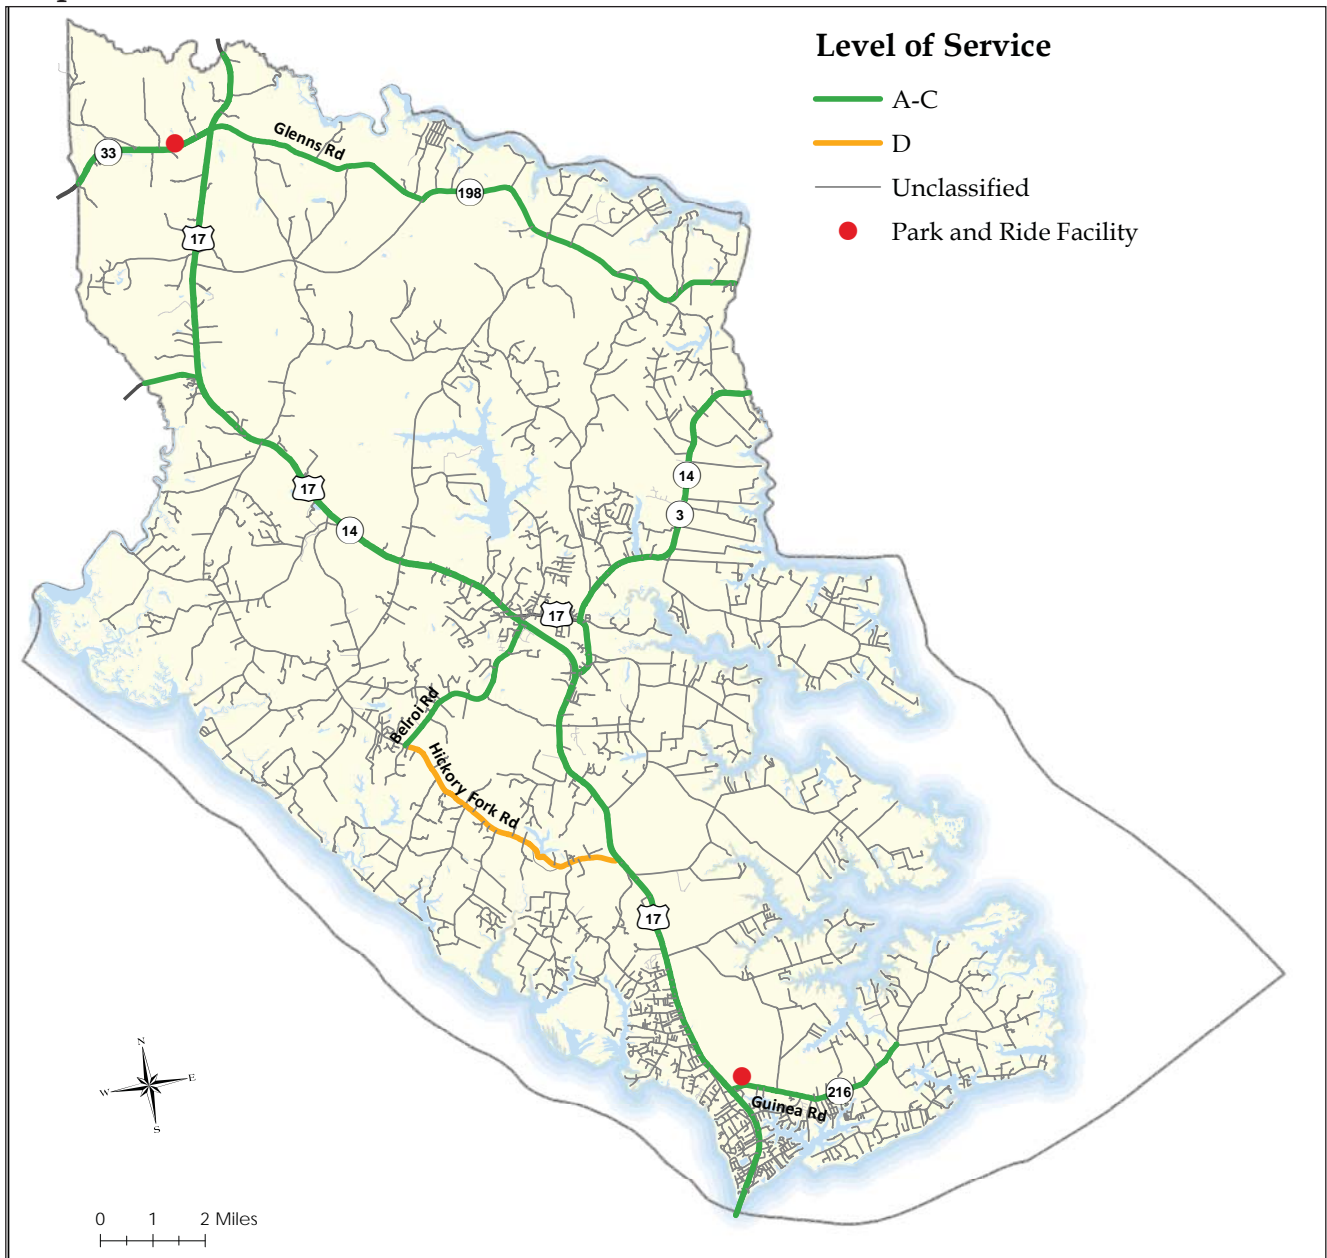 Level of Service
A-C
D
Unclassified
Park and Ride Facility
Glenns Rd
33
198
17
17
14
14
3
17
Belroi Rd
Hickory Fork Rd
17
216
Guinea Rd
N
W
E
S
0 1 2 Miles